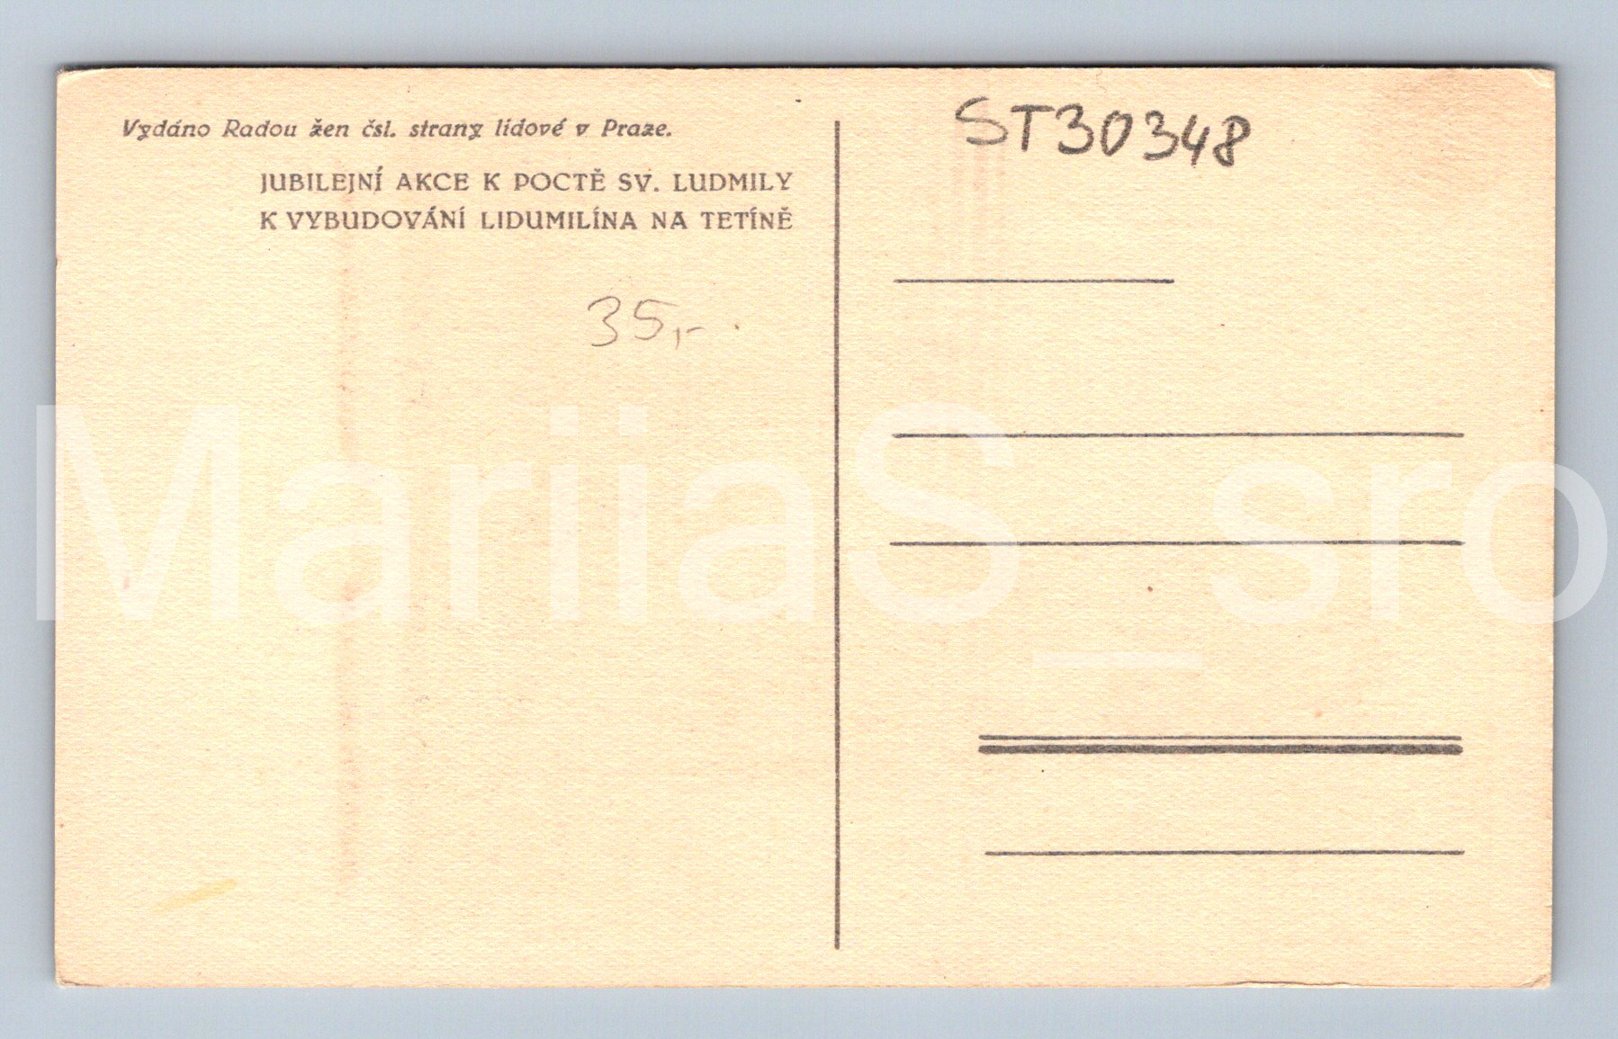 Vydáno Radou žen čsl. strany lidové v Praze.
JUBILEJNÍ AKCE K POCTĚ SV. LUDMILY
K VYBUDOVÁNÍ LIDUMILÍNA NA TETÍNĚ
35,-
ST30348
MariiaS_sro